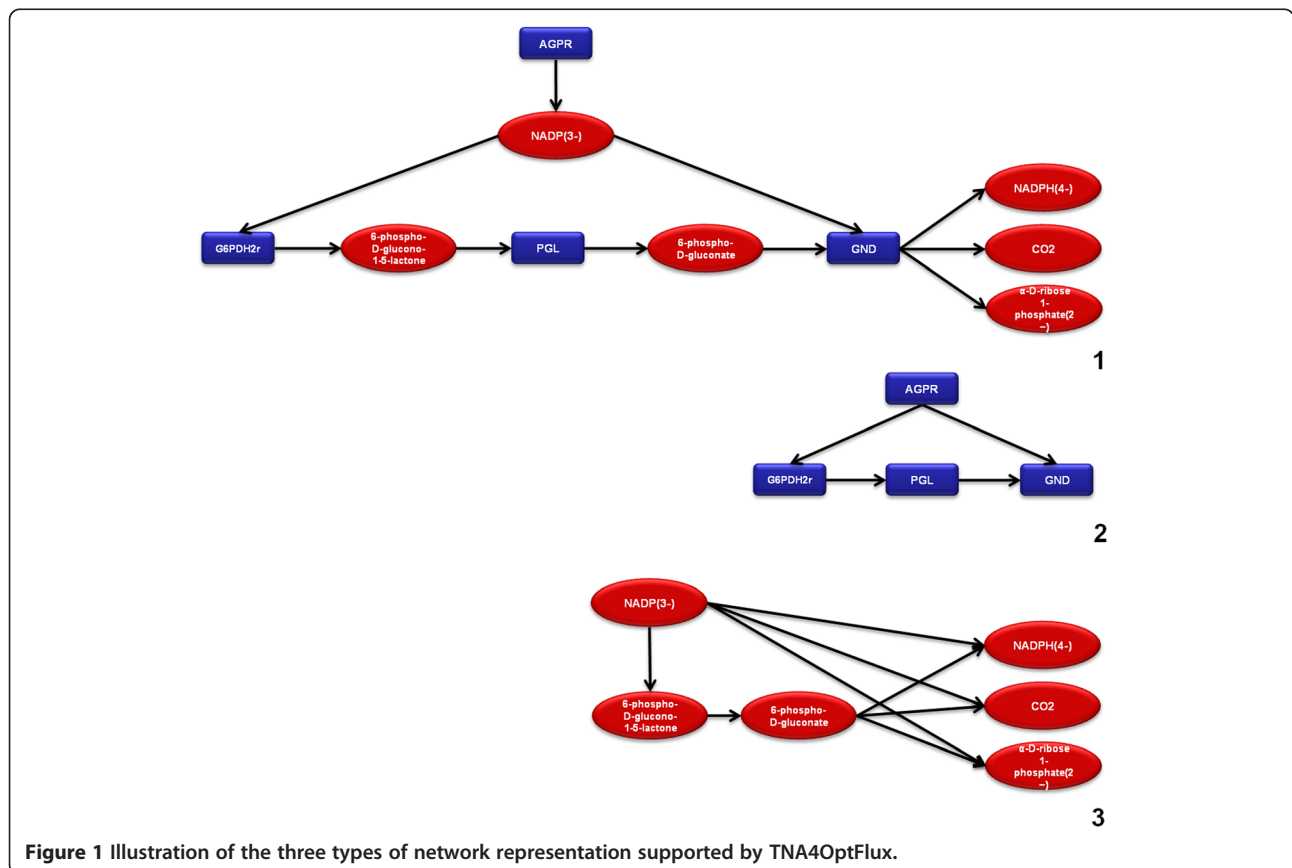 AGPR
NADP(3-)
NADPH(4-)
G6PDH2r
6-phospho-
D-glucono-
1-5-lactone
PGL
6-phospho-
D-gluconate
GND
CO2
α-D-ribose
1-
phosphate(2
–)
1
AGPR
G6PDH2r
PGL
GND
2
NADP(3-)
NADPH(4-)
6-phospho-
D-glucono-
1-5-lactone
6-phospho-
D-gluconate
CO2
α-D-ribose
1-
phosphate(2
–)
3
Figure 1 Illustration of the three types of network representation supported by TNA4OptFlux.